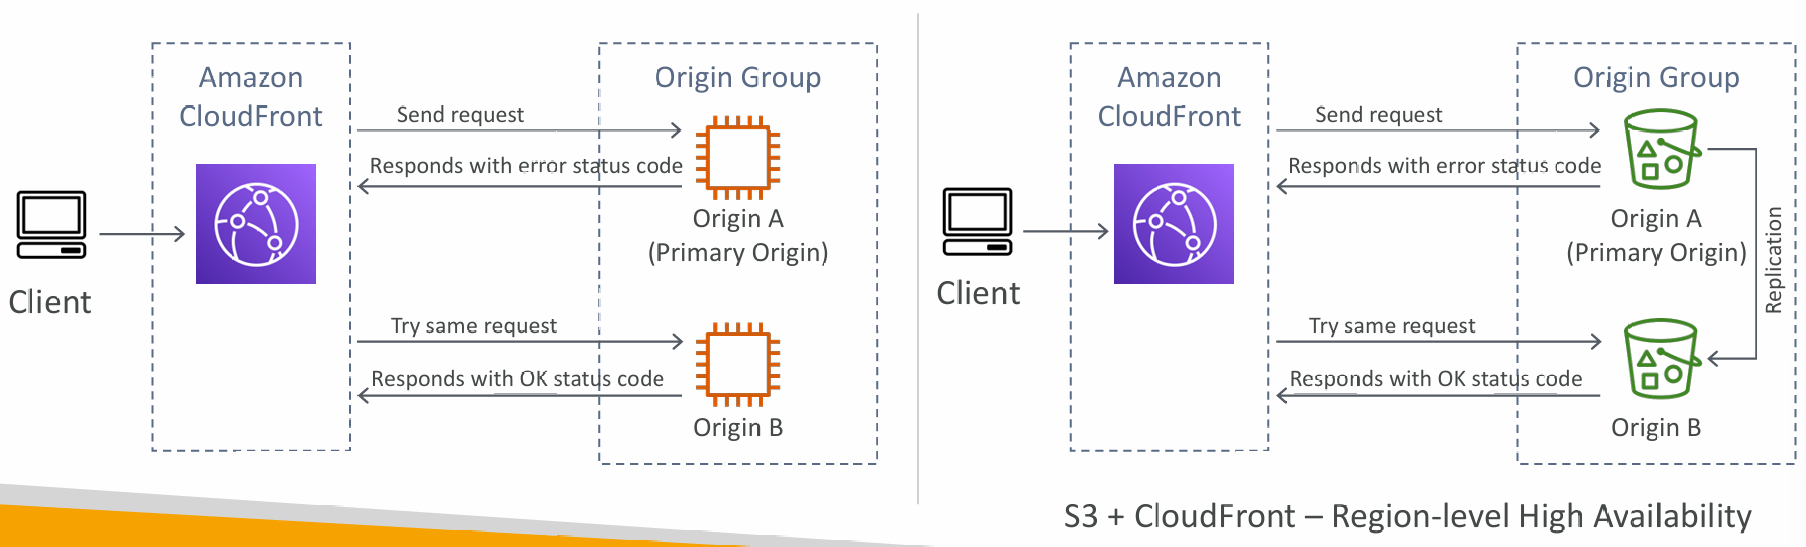 Amazon
CloudFront
Origin Group
Send request
Responds with error status code
Origin A
(Primary Origin)
Client
Try same request
Responds with OK status code
Origin B
Amazon
CloudFront
Origin Group
Send request
Responds with error status code
Origin A
(Primary Origin)
Replication
Client
Try same request
Responds with OK status code
Origin B
S3 + CloudFront – Region-level High Availability